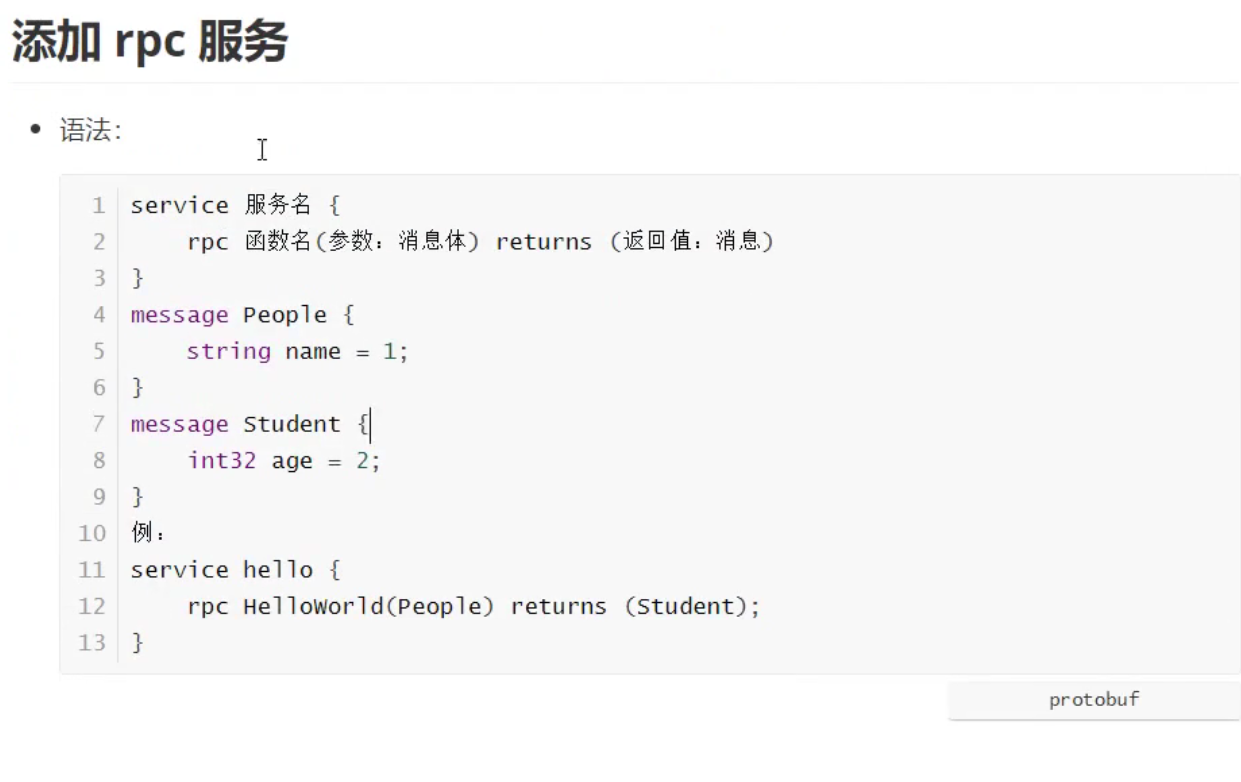 添加 rpc 服务
• 语法：
1 service 服务名 {
2     rpc 函数名(参数：消息体) returns (返回值：消息)
3 }
4 message People {
5     string name = 1;
6 }
7 message Student {
8     int32 age = 2;
9 }
10 例：
11 service hello {
12     rpc HelloWorld(People) returns (Student);
13 }
protobuf